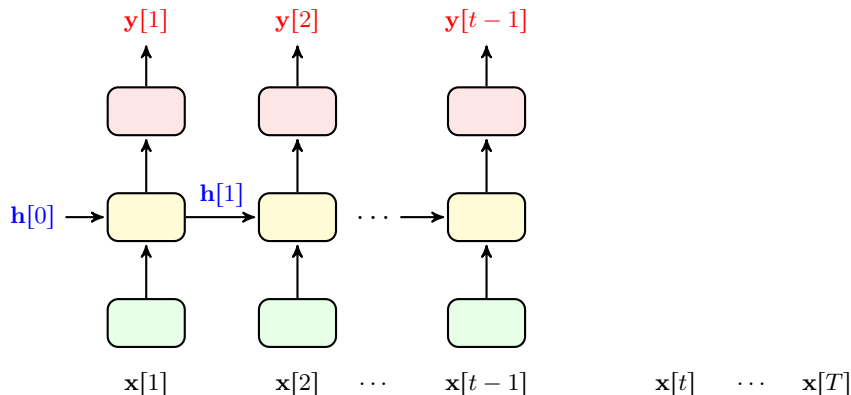 y[1] y[2] y[t − 1]
h[1]
h[0] · · ·
x[1] x[2] · · · x[t − 1] x[t] · · · x[T]